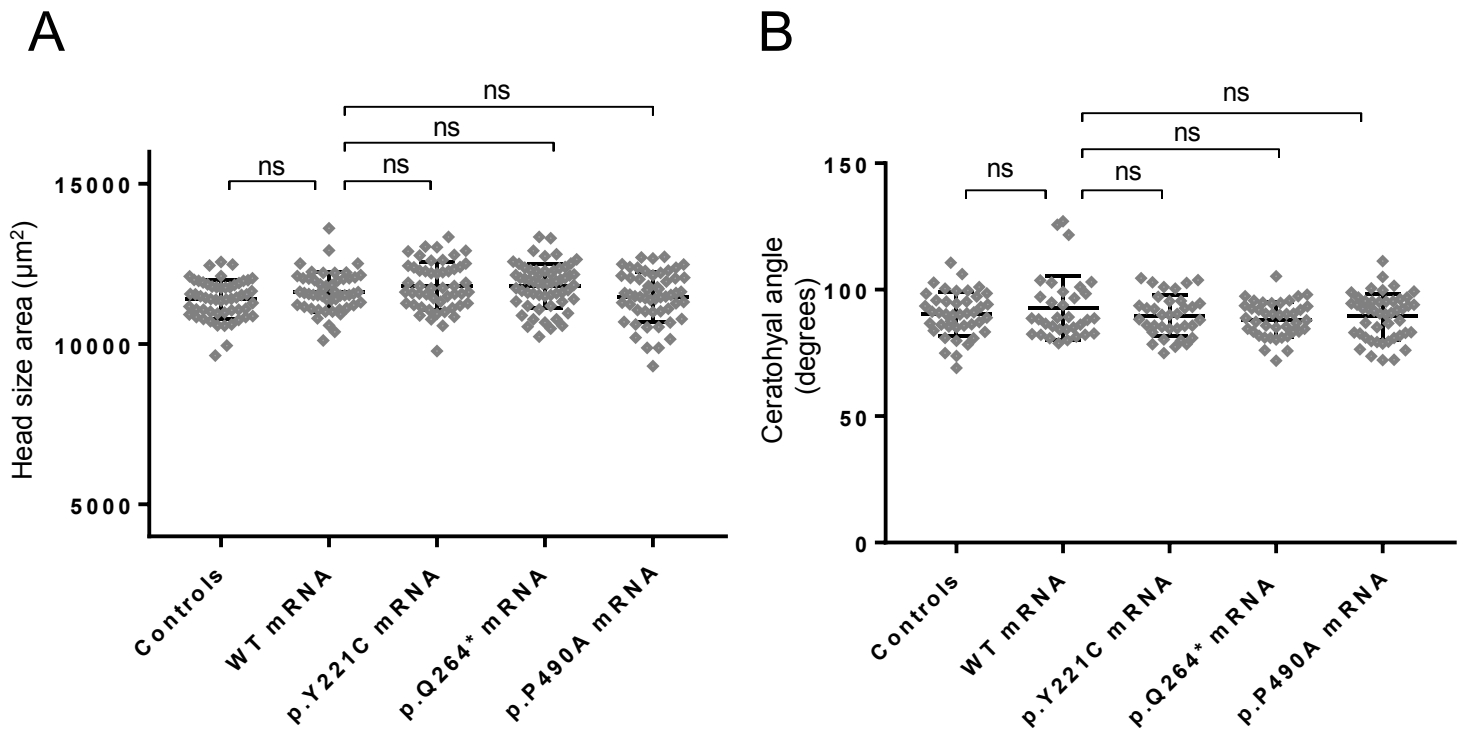 A
Head size area (µm²)
15000
10000
5000
ns
ns
ns
ns
Controls
WT mRNA
p.Y221C mRNA
p.Q264* mRNA
p.P490A mRNA
B
Ceratohyal angle
(degrees)
150
100
50
0
ns
ns
ns
ns
Controls
WT mRNA
p.Y221C mRNA
p.Q264* mRNA
p.P490A mRNA